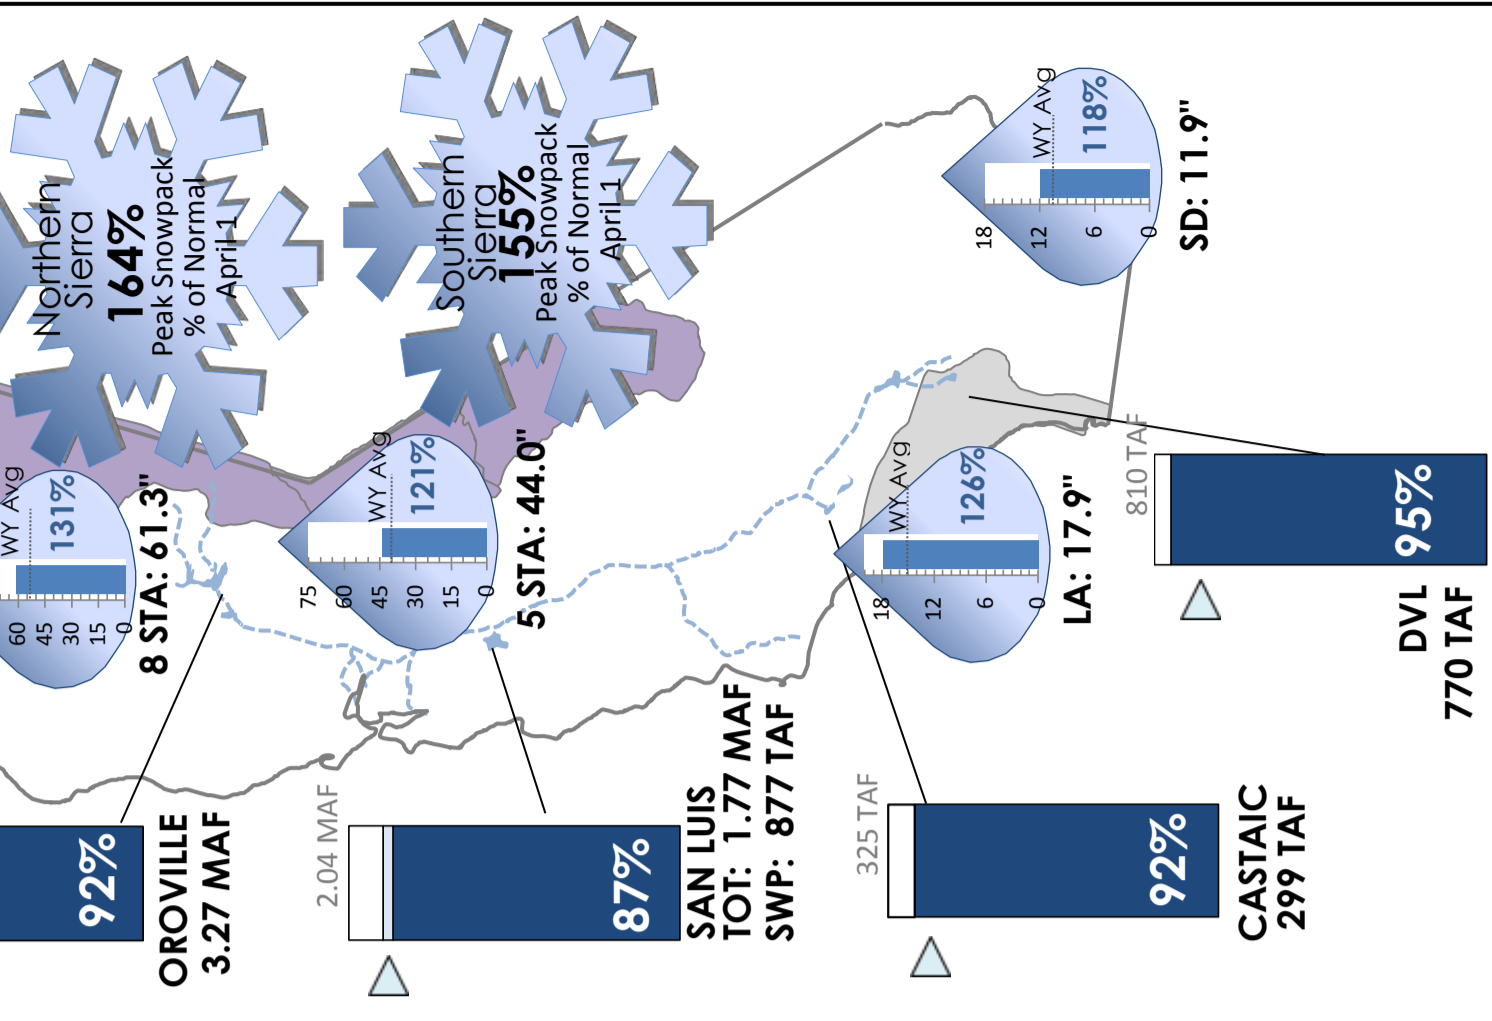 Northern
Sierra
164%
Peak Snowpack
% of Normal
April 1
Southern
Sierra
155%
Peak Snowpack
% of Normal
April 1
WY Avg
131%
60
45
30
15
0
8 STA: 61.3"
WY Avg
121%
75
60
45
30
15
0
5 STA: 44.0"
WY Avg
118%
18
12
6
0
SD: 11.9"
WY Avg
126%
18
12
6
0
LA: 17.9"
92%
OROVILLE
3.27 MAF
2.04 MAF
87%
SAN LUIS
TOT: 1.77 MAF
SWP: 877 TAF
325 TAF
92%
CASTAIC
299 TAF
810 TAF
95%
DVL
770 TAF